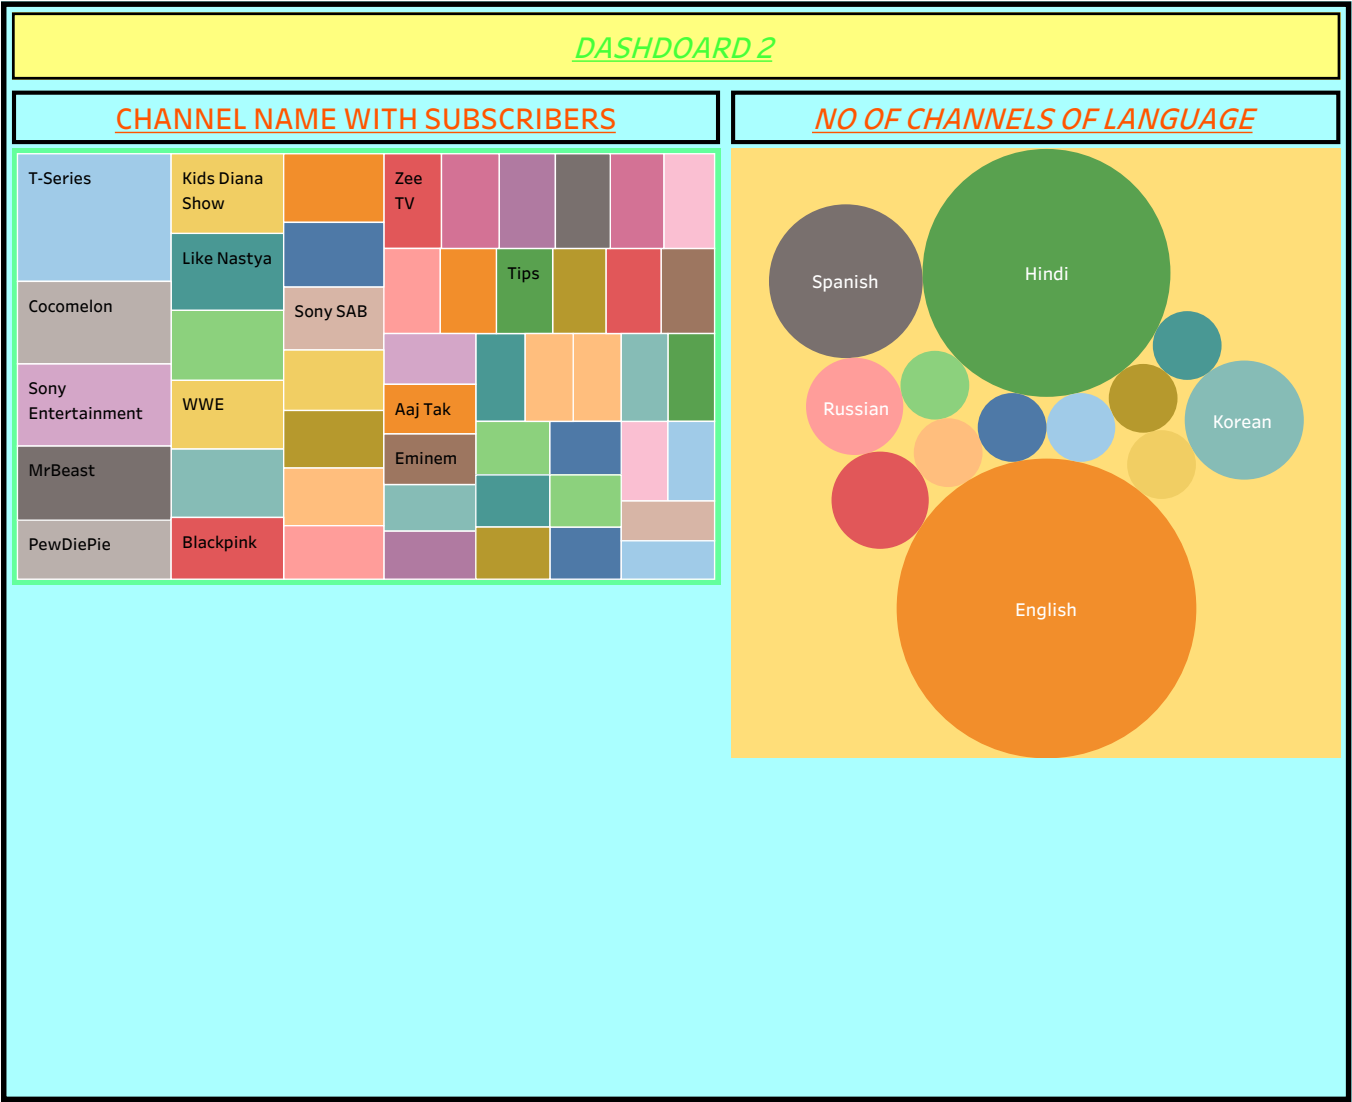 DASHDOARD 2
CHANNEL NAME WITH SUBSCRIBERS
NO OF CHANNELS OF LANGUAGE
T-Series
Cocomelon
Sony
Entertainment
MrBeast
PewDiePie
Kids Diana
Show
Like Nastya
WWE
Blackpink
Sony SAB
Zee
TV
Tips
Aaj Tak
Eminem
Spanish
Hindi
Russian
Korean
English